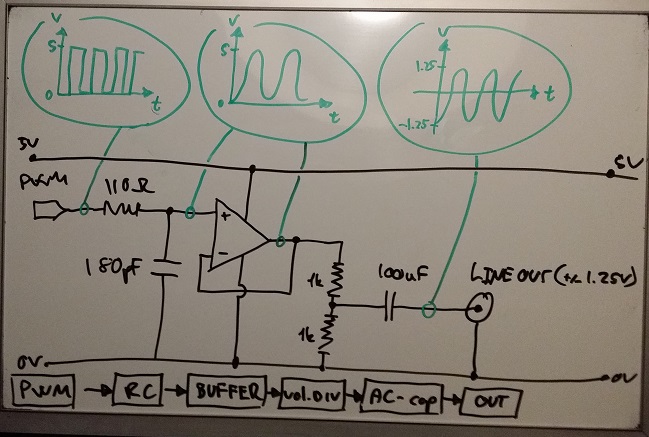 V
V
V
5
5
1.25
0
t
0
t
-1.25
t
5V
5V
PWM
110Ω
+
-
180pF
1k
1k
100uF
LINE OUT (±1.25V)
0V
0V
PWM
RC
BUFFER
Vol.DIV
AC-cap
OUT